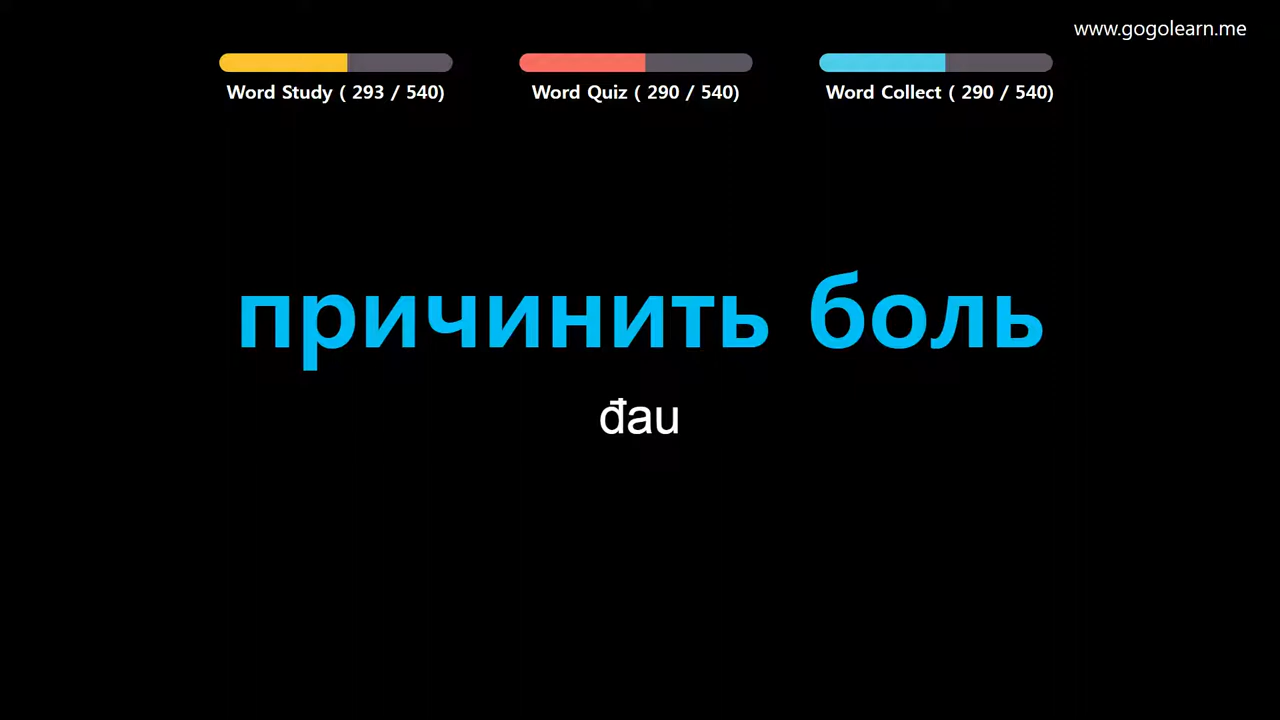 www.gogolearn.me
Word Study ( 293 / 540)
Word Quiz ( 290 / 540)
Word Collect ( 290 / 540)
причинить боль
đau